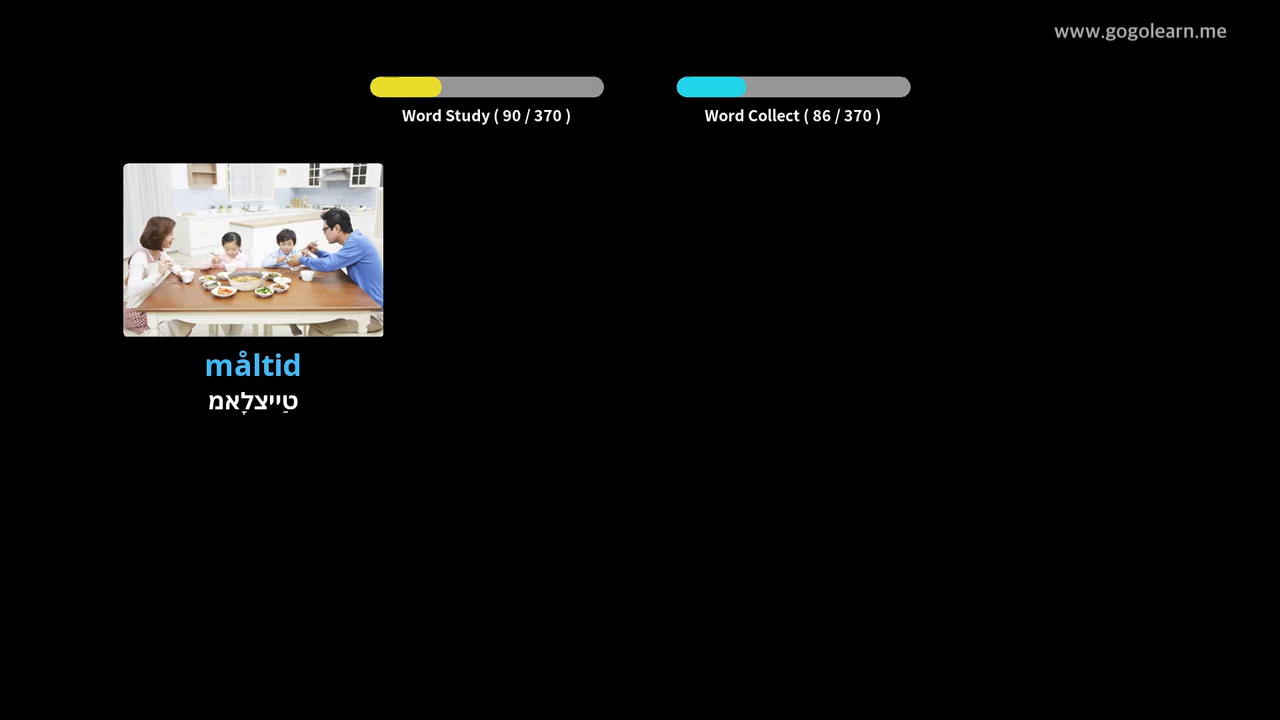 www.gogolearn.me
Word Study ( 90 / 370 )
Word Collect ( 86 / 370 )
måltid
טַייצלָאמ